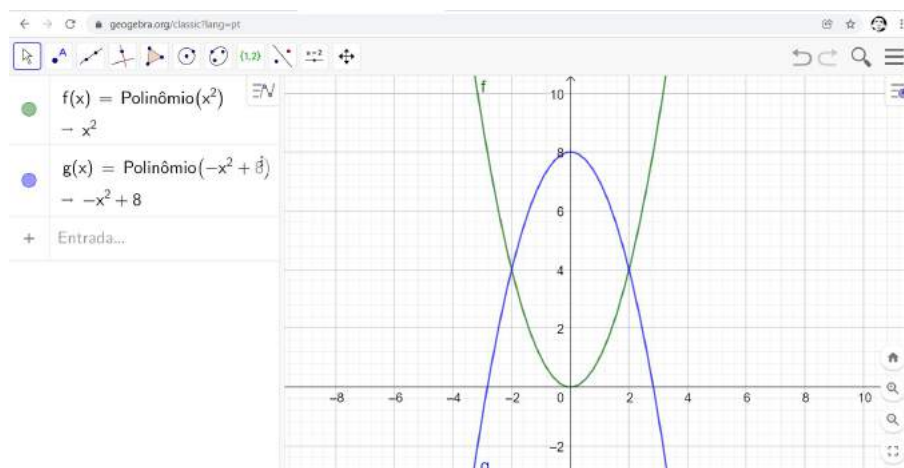 geogebra.org/classic?lang=pt
A
{1,2}
a=2
f(x) = Polinômio(x²)
→ x²
g(x) = Polinômio(−x² + 8)
→ −x² + 8
+ Entrada...
f
10
8
6
4
2
−8 −6 −4 −2 0 2 4 6 8 10
−2
g